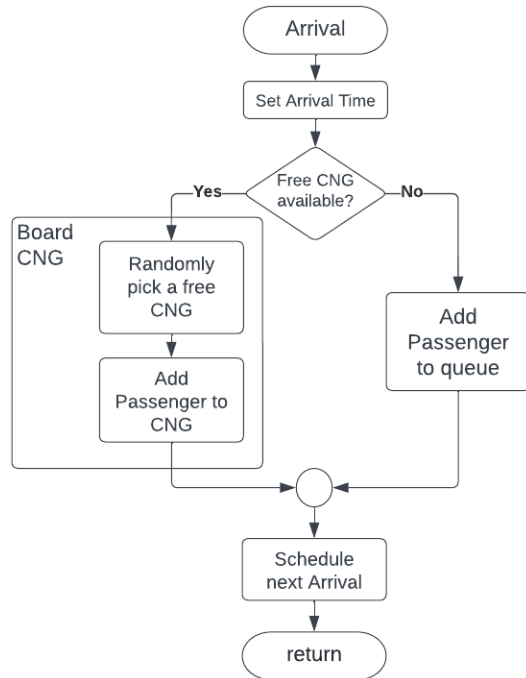 Arrival
Set Arrival Time
Free CNG
available?
Yes
No
Board
CNG
Randomly
pick a free
CNG
Add
Passenger to
CNG
Add
Passenger
to queue
Schedule
next Arrival
return